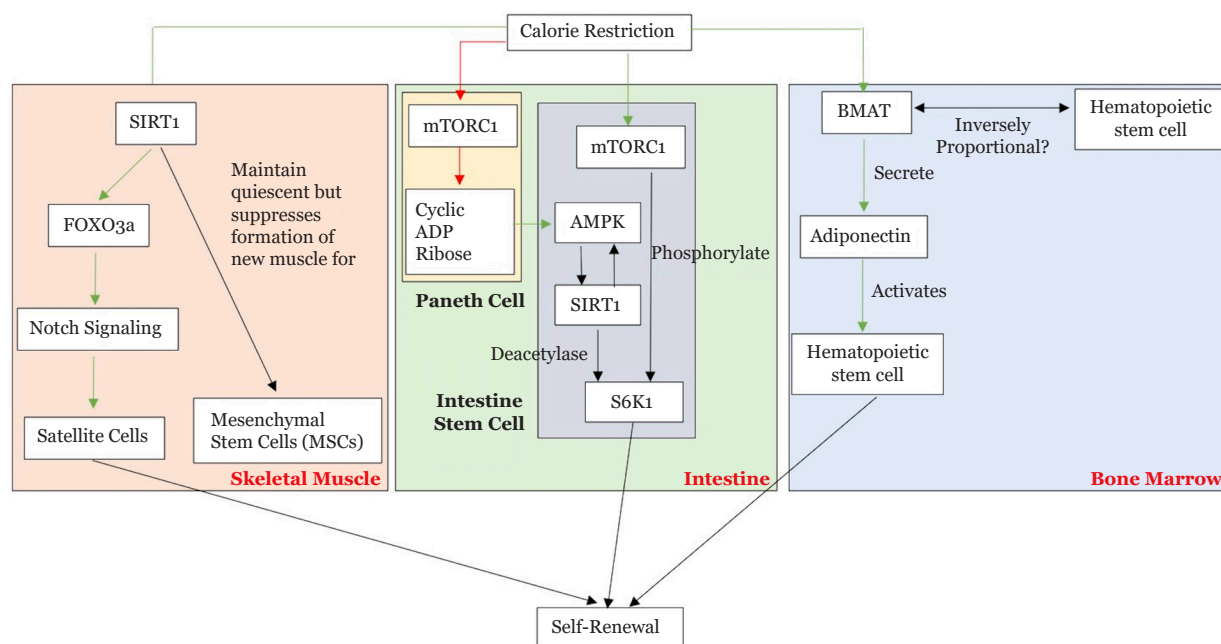 Calorie Restriction
SIRT1
Maintain
quiescent but
suppresses
formation of
new muscle for
FOXO3a
Notch Signaling
Satellite Cells
Mesenchymal
Stem Cells (MSCs)
Skeletal Muscle
mTORC1
Cyclic
ADP
Ribose
Paneth Cell
mTORC1
AMPK
Phosphorylate
SIRT1
Deacetylase
S6K1
Intestine
Stem Cell
Intestine
BMAT
Inversely
Proportional?
Hematopoietic
stem cell
Secrete
Adiponectin
Activates
Hematopoietic
stem cell
Bone Marrow
Self-Renewal